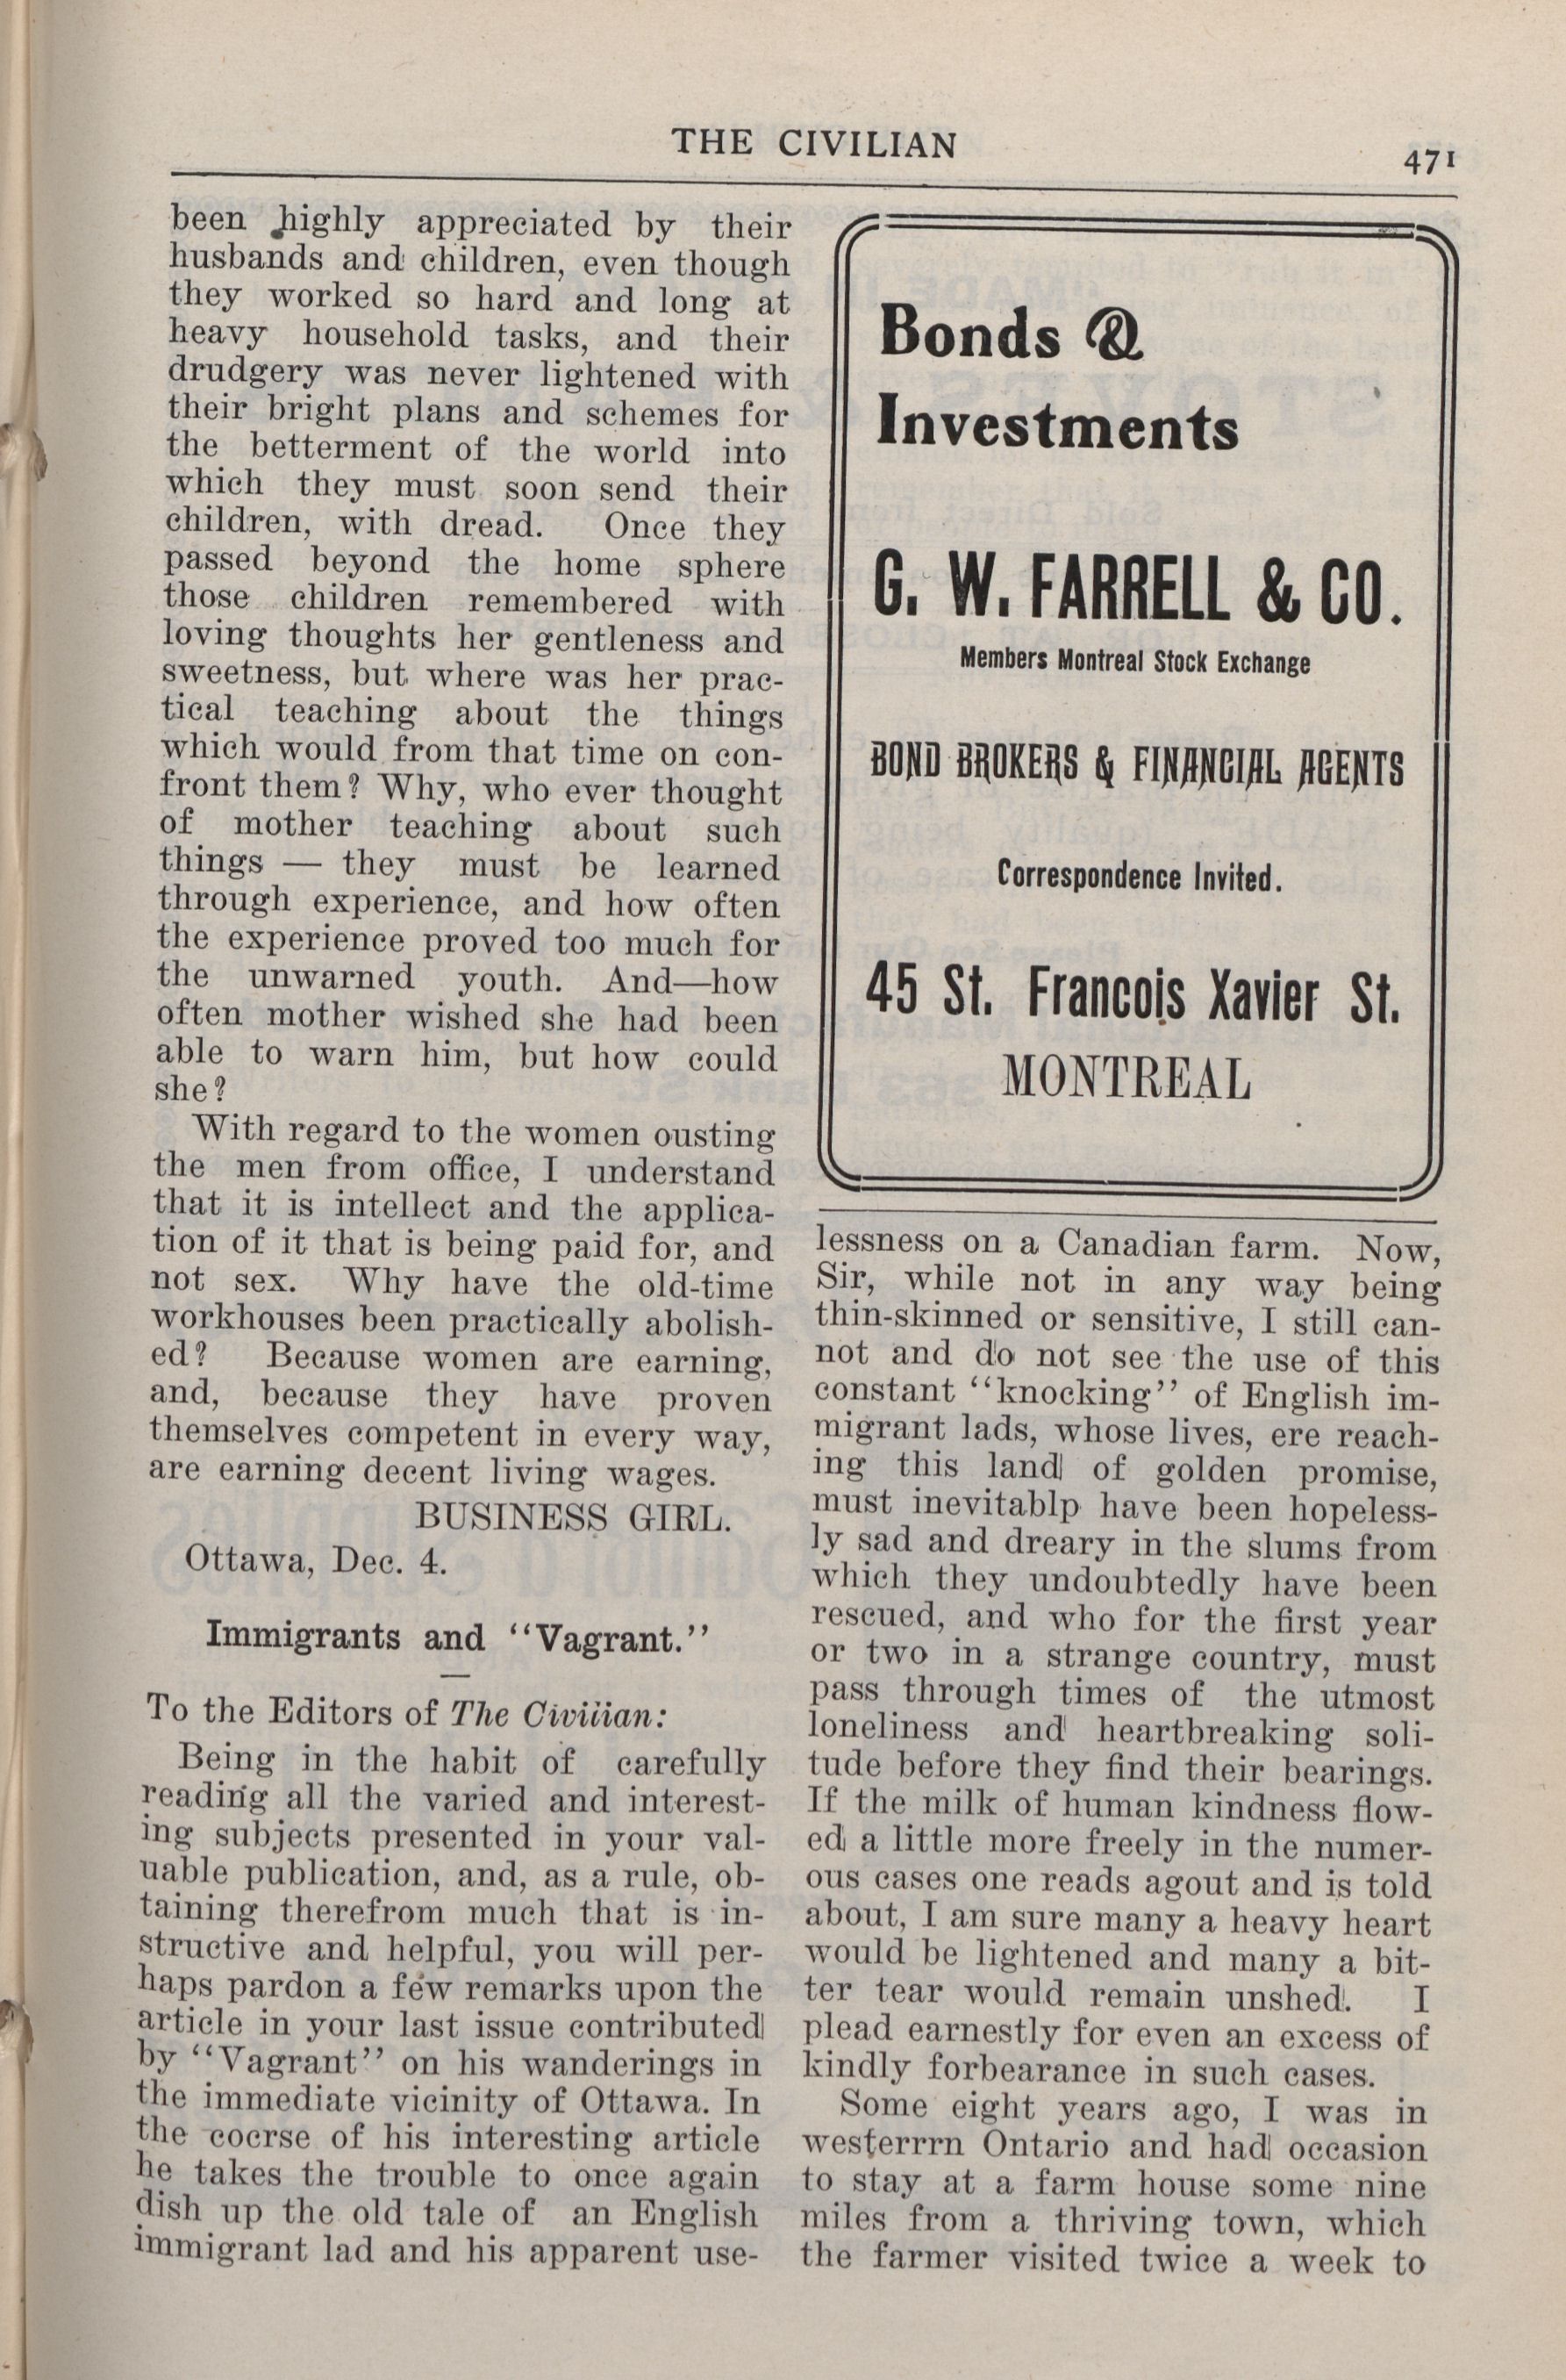 THE CIVILIAN
471
been highly appreciated by their
husbands and children, even though
they worked so hard and long at
heavy household tasks, and their
drudgery was never lightened with
their bright plans and schemes for
the betterment of the world into
which they must soon send their
children, with dread. Once they
passed beyond the home sphere
those children remembered with
loving thoughts her gentleness and
sweetness, but where was her prac-
tical teaching about the things
which would from that time on con-
front them? Why, who ever thought
of mother teaching about such
things — they must be learned
through experience, and how often
the experience proved too much for
the unwarned youth. And—how
often mother wished she had been
able to warn him, but how could
she?
With regard to the women ousting
the men from office, I understand
that it is intellect and the applica-
tion of it that is being paid for, and
not sex. Why have the old-time
workhouses been practically abolish-
ed? Because women are earning,
and, because they have proven
themselves competent in every way,
are earning decent living wages.
BUSINESS GIRL.
Ottawa, Dec. 4.
Immigrants and "Vagrant."
To the Editors of The Civilian:
Being in the habit of carefully
reading all the varied and interest-
ing subjects presented in your val-
uable publication, and, as a rule, ob-
taining therefrom much that is in-
structive and helpful, you will per-
haps pardon a few remarks upon the
article in your last issue contributed
by "Vagrant" on his wanderings in
the immediate vicinity of Ottawa. In
the cocrse of his interesting article
he takes the trouble to once again
dish up the old tale of an English
immigrant lad and his apparent use-
Bonds &
Investments
G. W. FARRELL & CO.
Members Montreal Stock Exchange
BOND BROKERS & FINANCIAL AGENTS
Correspondence Invited.
45 St. Francois Xavier St.
MONTREAL
lessness on a Canadian farm. Now,
Sir, while not in any way being
thin-skinned or sensitive, I still can-
not and do not see the use of this
constant "knocking" of English im-
migrant lads, whose lives, ere reach-
ing this land of golden promise,
must inevitablp have been hopeless-
ly sad and dreary in the slums from
which they undoubtedly have been
rescued, and who for the first year
or two in a strange country, must
pass through times of the utmost
loneliness and heartbreaking soli-
tude before they find their bearings.
If the milk of human kindness flow-
ed a little more freely in the numer-
ous cases one reads agout and is told
about, I am sure many a heavy heart
would be lightened and many a bit-
ter tear would remain unshed. I
plead earnestly for even an excess of
kindly forbearance in such cases.
Some eight years ago, I was in
westerrrn Ontario and had occasion
to stay at a farm house some nine
miles from a thriving town, which
the farmer visited twice a week to